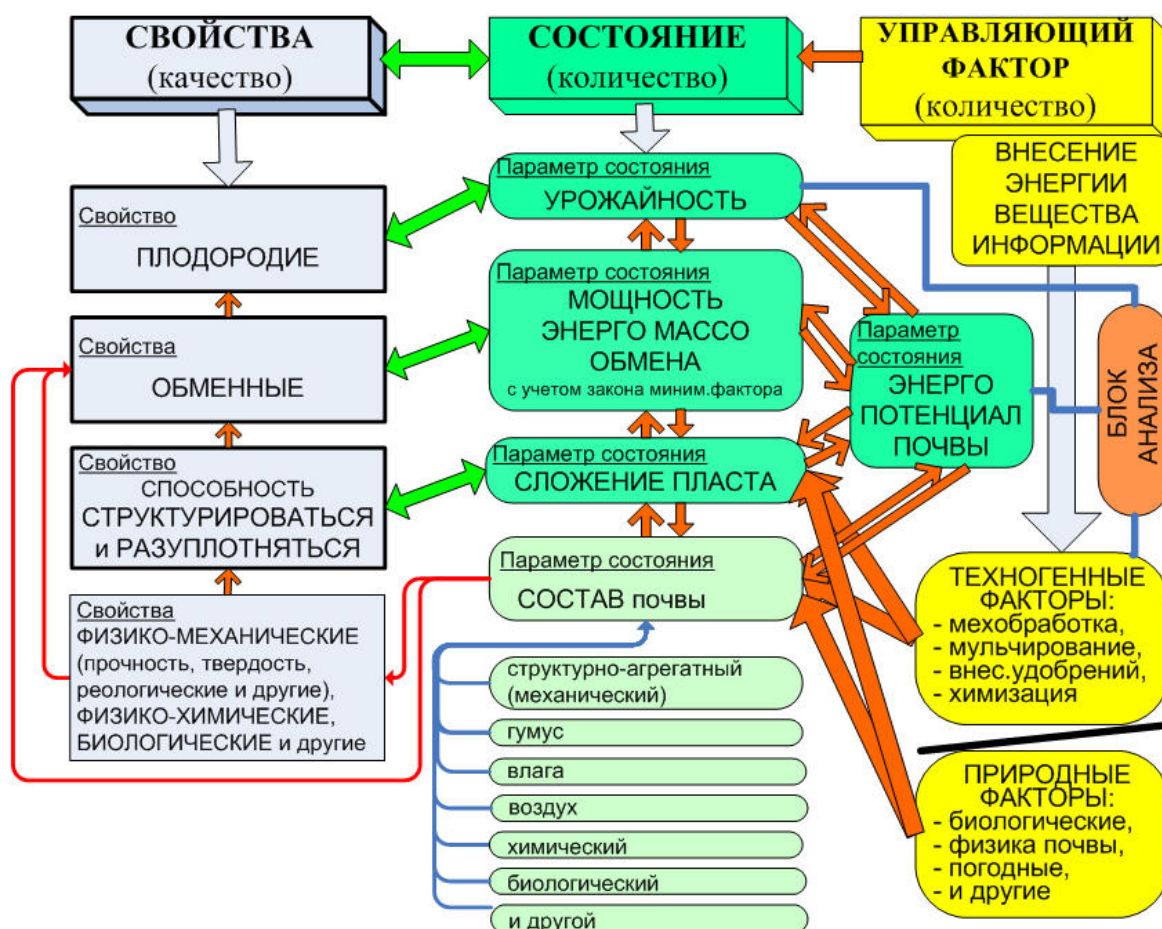 СВОЙСТВА
(качество)
СОСТОЯНИЕ
(количество)
УПРАВЛЯЮЩИЙ
ФАКТОР
(количество)
Свойство
ПЛОДОРОДИЕ
Свойства
ОБМЕННЫЕ
Свойство
СПОСОБНОСТЬ
СТРУКТУРИРОВАТЬСЯ
и РАЗУПЛОТНЯТЬСЯ
Свойства
ФИЗИКО-МЕХАНИЧЕСКИЕ
(прочность, твердость,
реологические и другие),
ФИЗИКО-ХИМИЧЕСКИЕ,
БИОЛОГИЧЕСКИЕ и другие
Параметр состояния
УРОЖАЙНОСТЬ
Параметр состояния
МОЩНОСТЬ
ЭНЕРГО МАССО
ОБМЕНА
с учетом закона миним.фактора
Параметр состояния
СЛОЖЕНИЕ ПЛАСТА
Параметр состояния
СОСТАВ почвы
структурно-агрегатный
(механический)
гумус
влага
воздух
химический
биологический
и другой
Параметр
состояния
ЭНЕРГО
ПОТЕНЦИАЛ
ПОЧВЫ
ВНЕСЕНИЕ
ЭНЕРГИИ
ВЕЩЕСТВА
ИНФОРМАЦИИ
БЛОК
АНАЛИЗА
ТЕХНОГЕННЫЕ
ФАКТОРЫ:
- мехобработка,
- мульчирование,
- внес.удобрений,
- химизация
ПРИРОДНЫЕ
ФАКТОРЫ:
- биологические,
- физика почвы,
- погодные,
- и другие